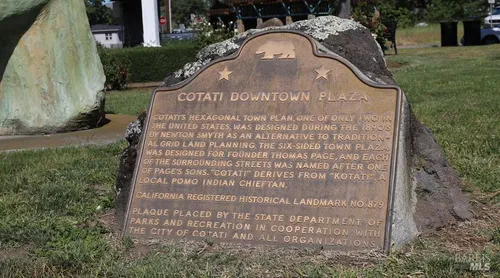 COTATI DOWNTOWN PLAZA
COTATI'S HEXAGONAL TOWN PLAN, ONE OF ONLY TWO IN
THE UNITED STATES, WAS DESIGNED DURING THE 1890'S
BY NEWTON SMYTH AS AN ALTERNATIVE TO TRADITION-
AL GRID LAND PLANNING. THE SIX-SIDED TOWN PLAZA
WAS DESIGNED FOR FOUNDER THOMAS PAGE, AND EACH
OF THE SURROUNDING STREETS WAS NAMED AFTER ONE
OF PAGE'S SONS. "COTATI" DERIVES FROM "KOTATI", A
LOCAL POMO INDIAN CHIEFTAN.
CALIFORNIA REGISTERED HISTORICAL LANDMARK NO. 879
PLAQUE PLACED BY THE STATE DEPARTMENT OF
PARKS AND RECREATION IN COOPERATION WITH
THE CITY OF COTATI AND ALL ORGANIZATIONS
BAREIS
MLS